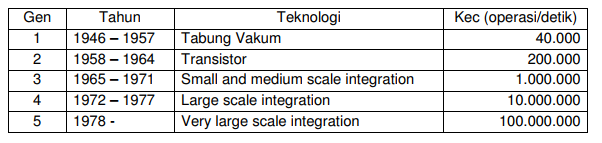 Gen Tahun Teknologi Kec (operasi/detik)
1 1946 – 1957 Tabung Vakum 40.000
2 1958 – 1964 Transistor 200.000
3 1965 – 1971 Small and medium scale integration 1.000.000
4 1972 – 1977 Large scale integration 10.000.000
5 1978 - Very large scale integration 100.000.000